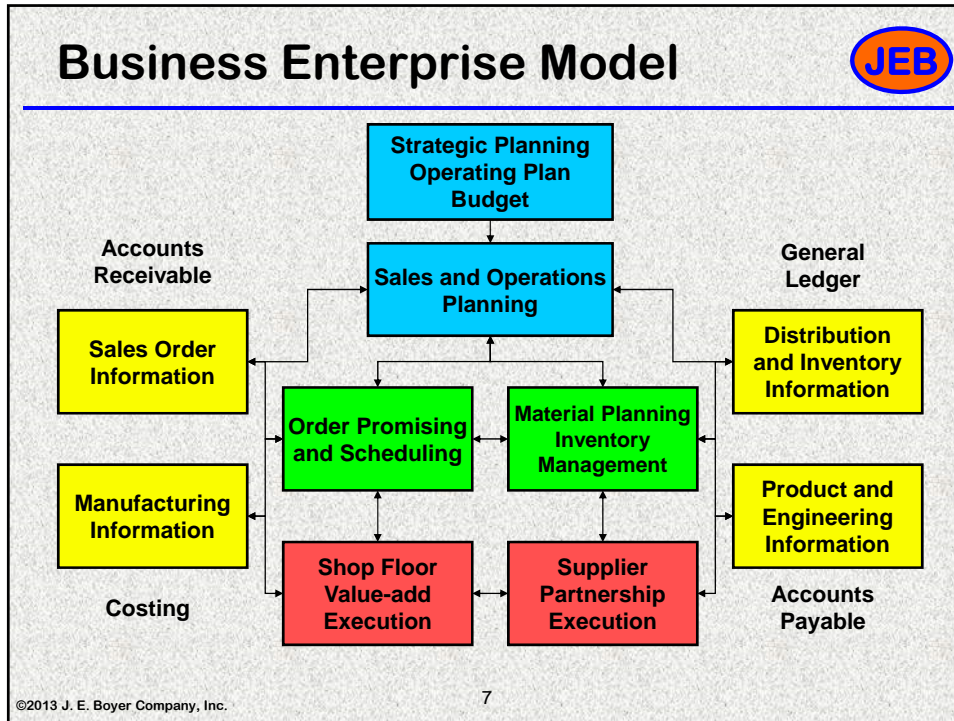 Business Enterprise Model
JEB
Strategic Planning
Operating Plan
Budget
Accounts
Receivable
Sales and Operations
Planning
General
Ledger
Sales Order
Information
Distribution
and Inventory
Information
Order Promising
and Scheduling
Material Planning
Inventory
Management
Manufacturing
Information
Product and
Engineering
Information
Shop Floor
Value-add
Execution
Supplier
Partnership
Execution
Costing
Accounts
Payable
©2013 J. E. Boyer Company, Inc.
7